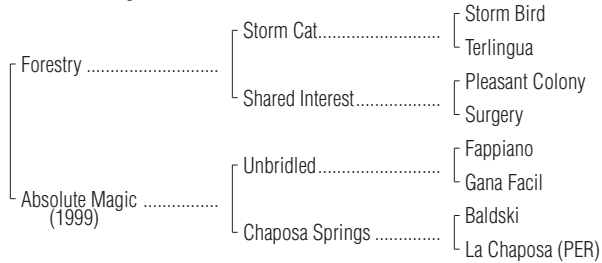 Storm Bird
Storm Cat..........................
Terlingua
Forestry ............................
Pleasant Colony
Shared Interest..................
Surgery
Fappiano
Unbridled..........................
Gana Facil
Absolute Magic ................
(1999)
Baldski
Chaposa Springs ..............
La Chaposa (PER)